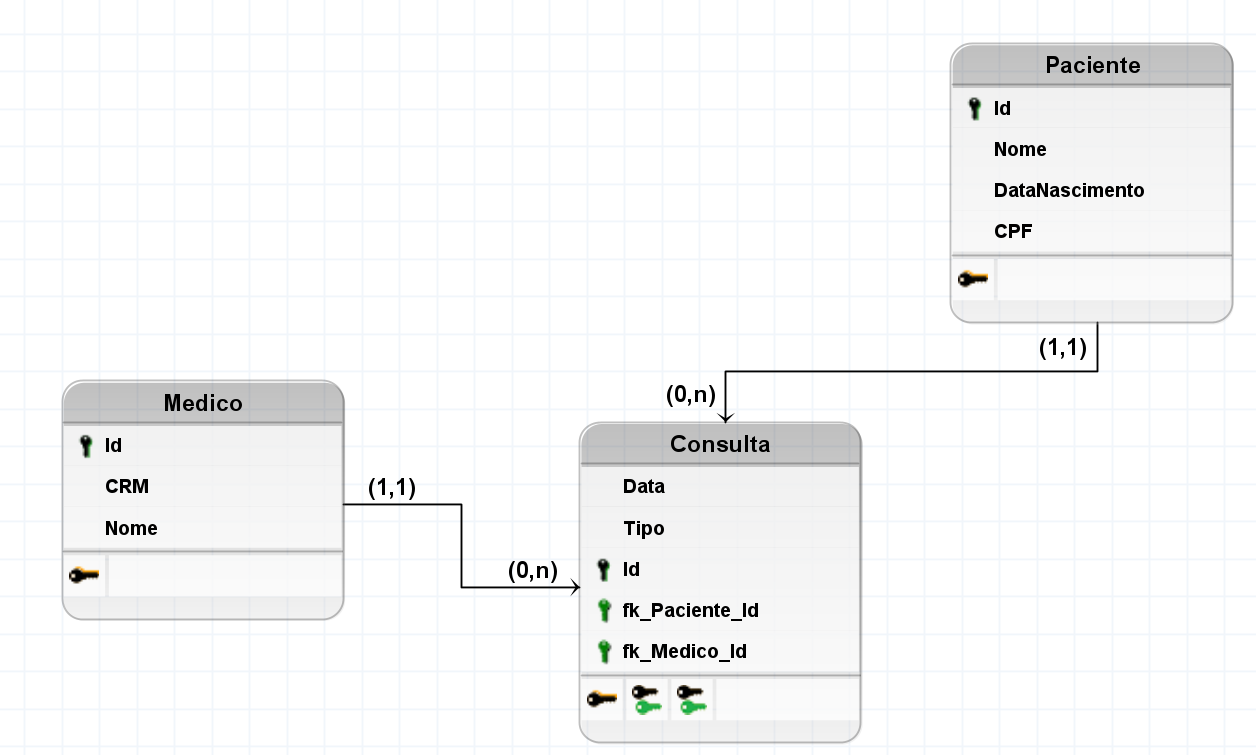 Paciente
Id
Nome
DataNascimento
CPF
(1,1)
(0,n)
Medico
Id
CRM
Nome
(1,1)
(0,n)
Consulta
Data
Tipo
Id
fk_Paciente_Id
fk_Medico_Id